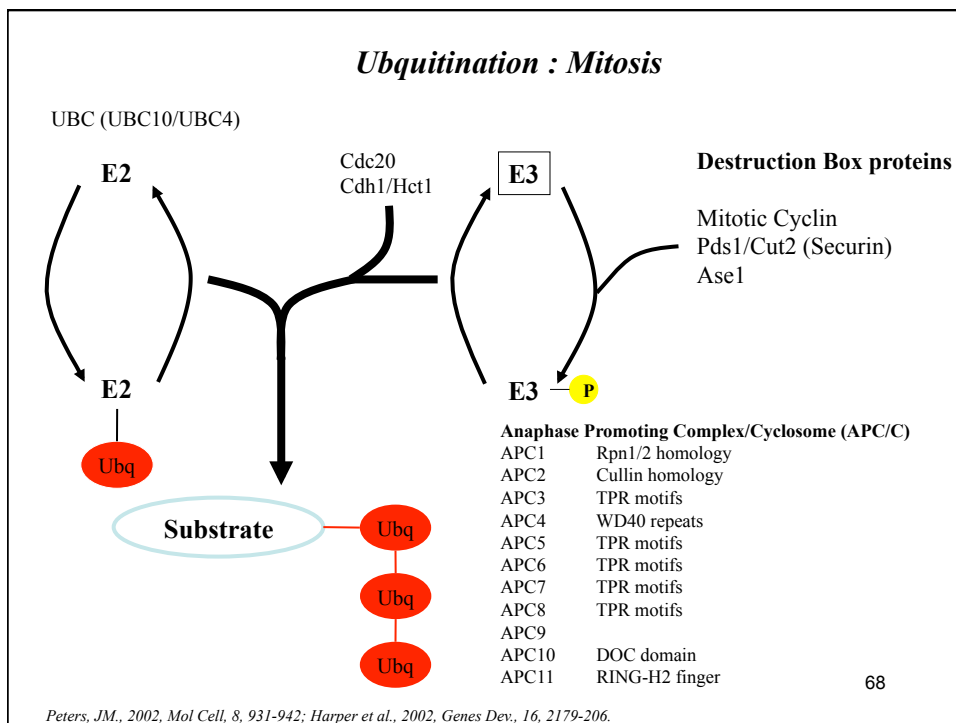 Ubquitination : Mitosis
UBC (UBC10/UBC4)
E2
Cdc20
Cdh1/Hct1
E3
Destruction Box proteins
Mitotic Cyclin
Pds1/Cut2 (Securin)
Ase1
E2
Ubq
E3
P
Substrate
Ubq
Ubq
Ubq
Anaphase Promoting Complex/Cyclosome (APC/C)
APC1 Rpn1/2 homology
APC2 Cullin homology
APC3 TPR motifs
APC4 WD40 repeats
APC5 TPR motifs
APC6 TPR motifs
APC7 TPR motifs
APC8 TPR motifs
APC9
APC10 DOC domain
APC11 RING-H2 finger
68
Peters, JM., 2002, Mol Cell, 8, 931-942; Harper et al., 2002, Genes Dev., 16, 2179-206.